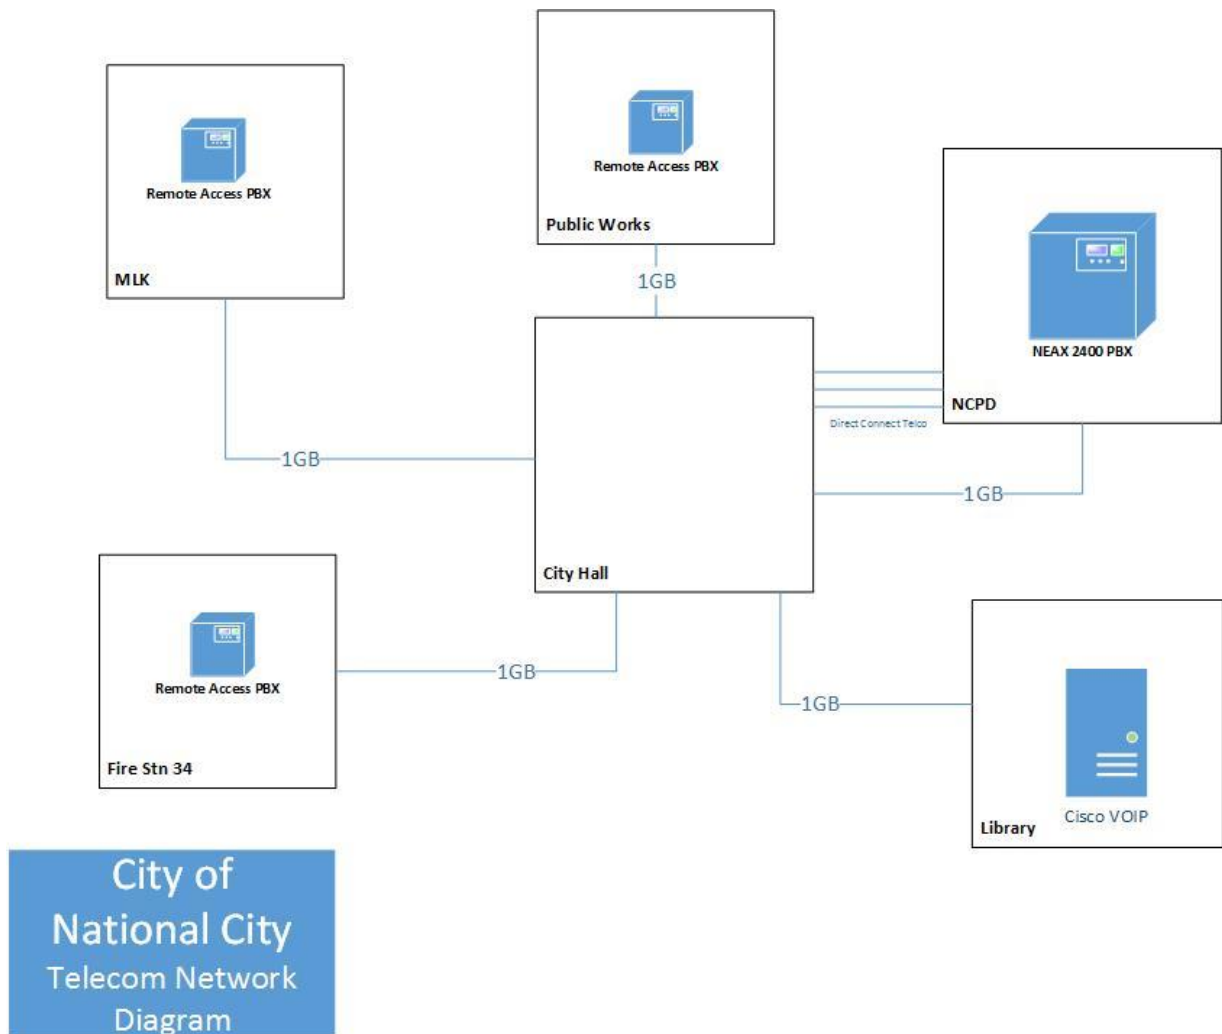 Remote Access PBX
Public Works
Remote Access PBX
MLK
1GB
NEAX 2400 PBX
NCPD
Direct Connect Telco
1GB
1GB
City Hall
Remote Access PBX
Fire Stn 34
1GB
1GB
Cisco VOIP
Library
City of
National City
Telecom Network
Diagram